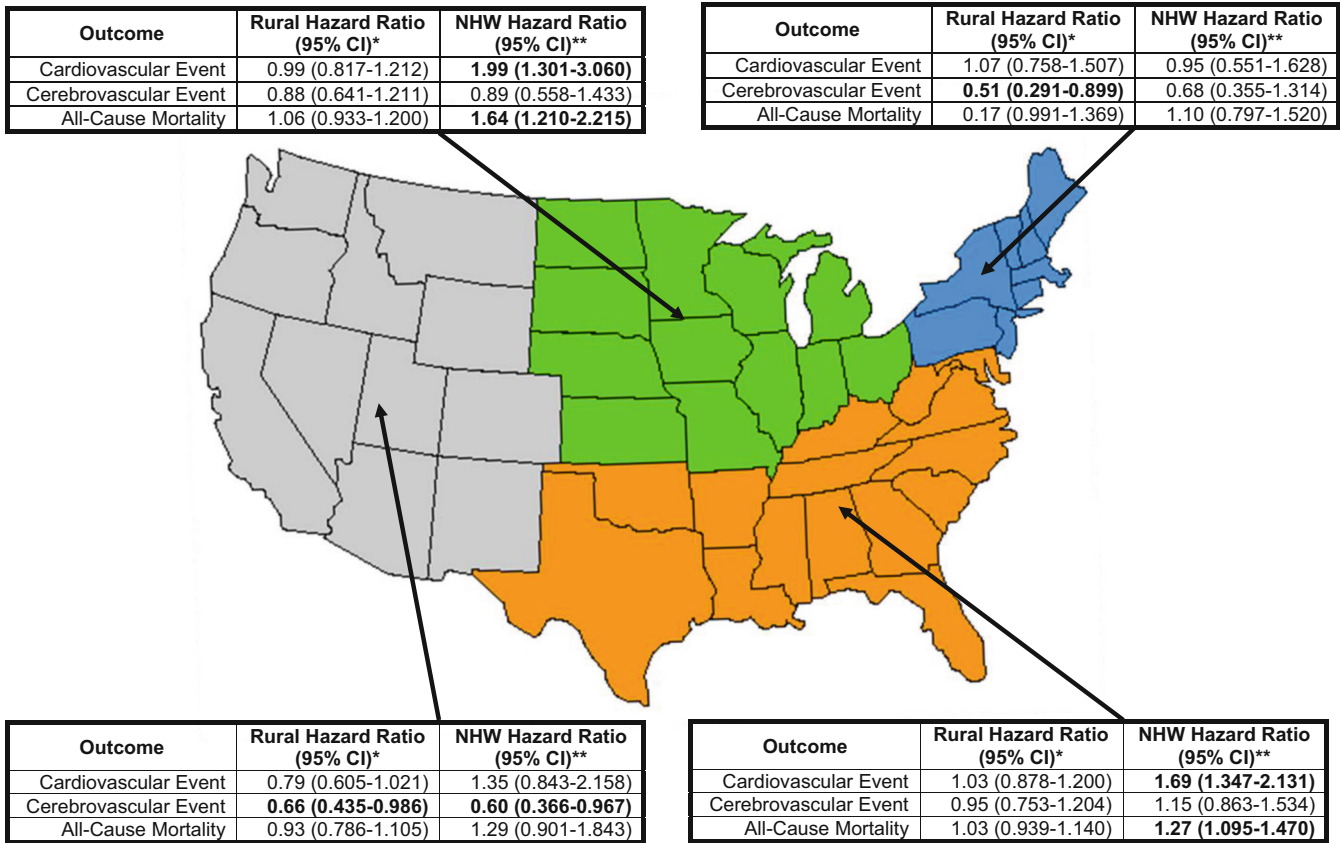 Outcome Rural Hazard Ratio (95% CI)* NHW Hazard Ratio (95% CI)**
Cardiovascular Event 0.99 (0.817-1.212) 1.99 (1.301-3.060)
Cerebrovascular Event 0.88 (0.641-1.211) 0.89 (0.558-1.433)
All-Cause Mortality 1.06 (0.933-1.200) 1.64 (1.210-2.215)
Outcome Rural Hazard Ratio (95% CI)* NHW Hazard Ratio (95% CI)**
Cardiovascular Event 1.07 (0.758-1.507) 0.95 (0.551-1.628)
Cerebrovascular Event 0.51 (0.291-0.899) 0.68 (0.355-1.314)
All-Cause Mortality 0.17 (0.991-1.369) 1.10 (0.797-1.520)
Outcome Rural Hazard Ratio (95% CI)* NHW Hazard Ratio (95% CI)**
Cardiovascular Event 0.79 (0.605-1.021) 1.35 (0.843-2.158)
Cerebrovascular Event 0.66 (0.435-0.986) 0.60 (0.366-0.967)
All-Cause Mortality 0.93 (0.786-1.105) 1.29 (0.901-1.843)
Outcome Rural Hazard Ratio (95% CI)* NHW Hazard Ratio (95% CI)**
Cardiovascular Event 1.03 (0.878-1.200) 1.69 (1.347-2.131)
Cerebrovascular Event 0.95 (0.753-1.204) 1.15 (0.863-1.534)
All-Cause Mortality 1.03 (0.939-1.140) 1.27 (1.095-1.470)